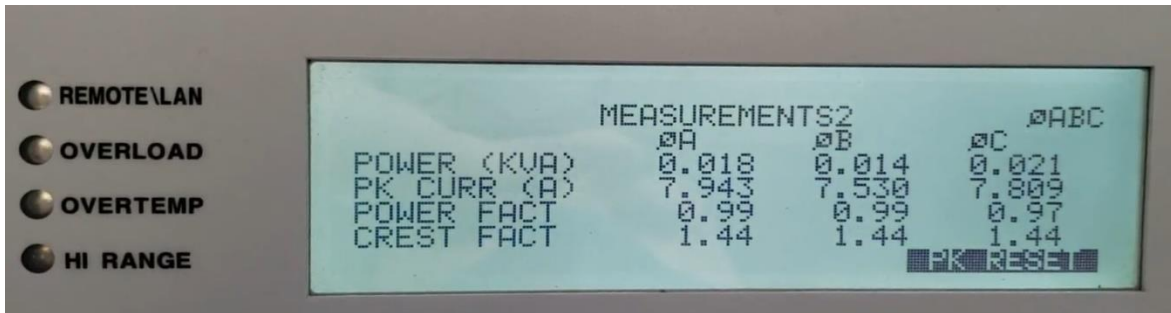 REMOTE\LAN
OVERLOAD
OVERTEMP
HI RANGE
MEASUREMENTS2 ØABC
ØA ØB ØC
POWER (KVA) 0.018 0.014 0.021
PK CURR (A) 7.943 7.530 7.809
POWER FACT 0.99 0.99 0.97
CREST FACT 1.44 1.44 1.44
PK RESET